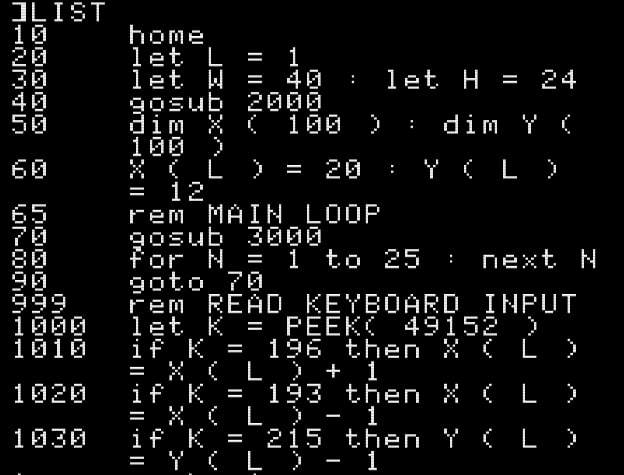 ]LIST
10 home
20 let L = 1
30 let W = 40 : let H = 24
40 gosub 2000
50 dim X ( 100 ) : dim Y (
100 )
60 X ( L ) = 20 : Y ( L )
= 12
65 rem MAIN LOOP
70 gosub 3000
80 for N = 1 to 25 : next N
90 goto 70
999 rem READ KEYBOARD INPUT
1000 let K = PEEK( 49152 )
1010 if K = 196 then X ( L )
= X ( L ) + 1
1020 if K = 193 then X ( L )
= X ( L ) - 1
1030 if K = 215 then Y ( L )
= Y ( L ) - 1